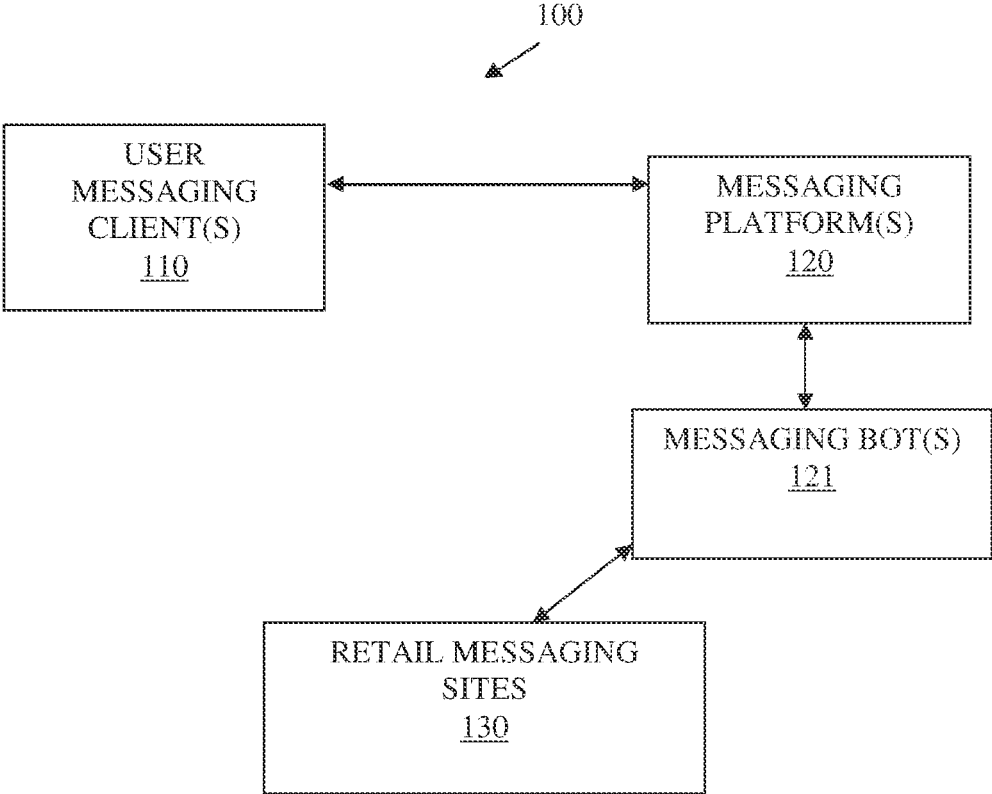 100
USER
MESSAGING
CLIENT(S)
110
MESSAGING
PLATFORM(S)
120
MESSAGING BOT(S)
121
RETAIL MESSAGING
SITES
130